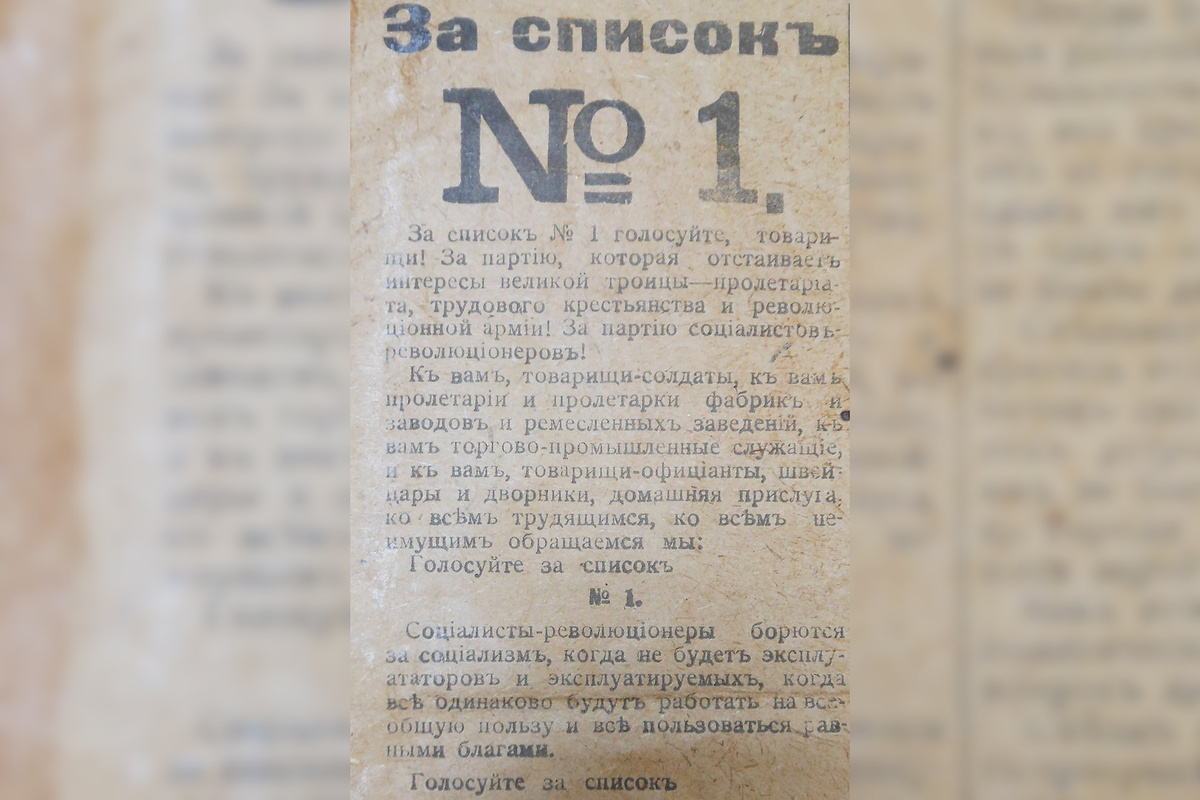 За списокъ
№ 1.
За списокъ № 1 голосуйте, товари-
щи! За партію, которая отстаиваетъ
интересы великой троицы—пролетаріа-
та, трудового крестьянства и револю-
ціонной арміи! За партію соціалистовъ-
революціонеровъ!
Къ вамъ, товарищи-солдаты, къ вамъ
пролетаріи и пролетарки фабрикъ и
заводовъ и ремесленныхъ заведеній, къ
вамъ торгово-промышленные служащіе,
и къ вамъ, товарищи-офиціанты, швей-
цары и дворники, домашняя прислуга,
ко всѣмъ трудящимся, ко всѣмъ не-
имущимъ обращаемся мы:
Голосуйте за списокъ
№ 1.
Соціалисты-революціонеры борются
за соціализмъ, когда не будетъ эксплу-
ататоровъ и эксплуатируемыхъ, когда
всѣ одинаково будутъ работать на все-
общую пользу и всѣ пользоваться рав-
ными благами.
Голосуйте за списокъ